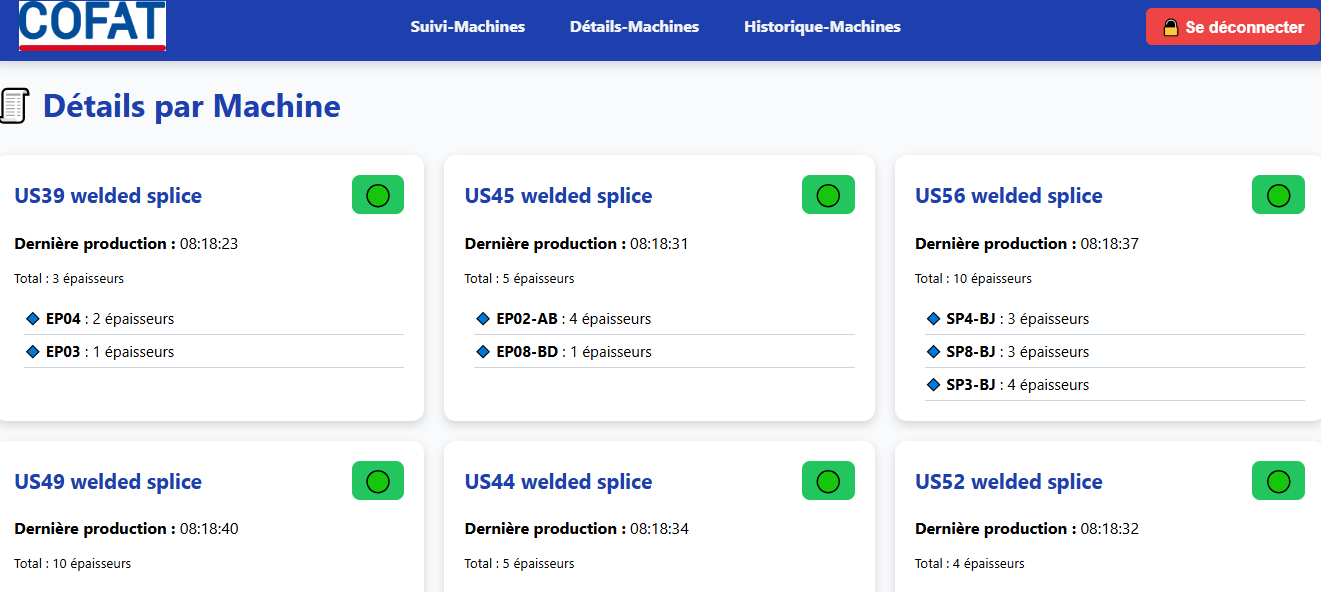 COFAT
Suivi-Machines Détails-Machines Historique-Machines Se déconnecter
Détails par Machine
US39 welded splice
Dernière production : 08:18:23
Total : 3 épaisseurs
EP04 : 2 épaisseurs
EP03 : 1 épaisseurs
US45 welded splice
Dernière production : 08:18:31
Total : 5 épaisseurs
EP02-AB : 4 épaisseurs
EP08-BD : 1 épaisseurs
US56 welded splice
Dernière production : 08:18:37
Total : 10 épaisseurs
SP4-BJ : 3 épaisseurs
SP8-BJ : 3 épaisseurs
SP3-BJ : 4 épaisseurs
US49 welded splice
Dernière production : 08:18:40
Total : 10 épaisseurs
US44 welded splice
Dernière production : 08:18:34
Total : 5 épaisseurs
US52 welded splice
Dernière production : 08:18:32
Total : 4 épaisseurs